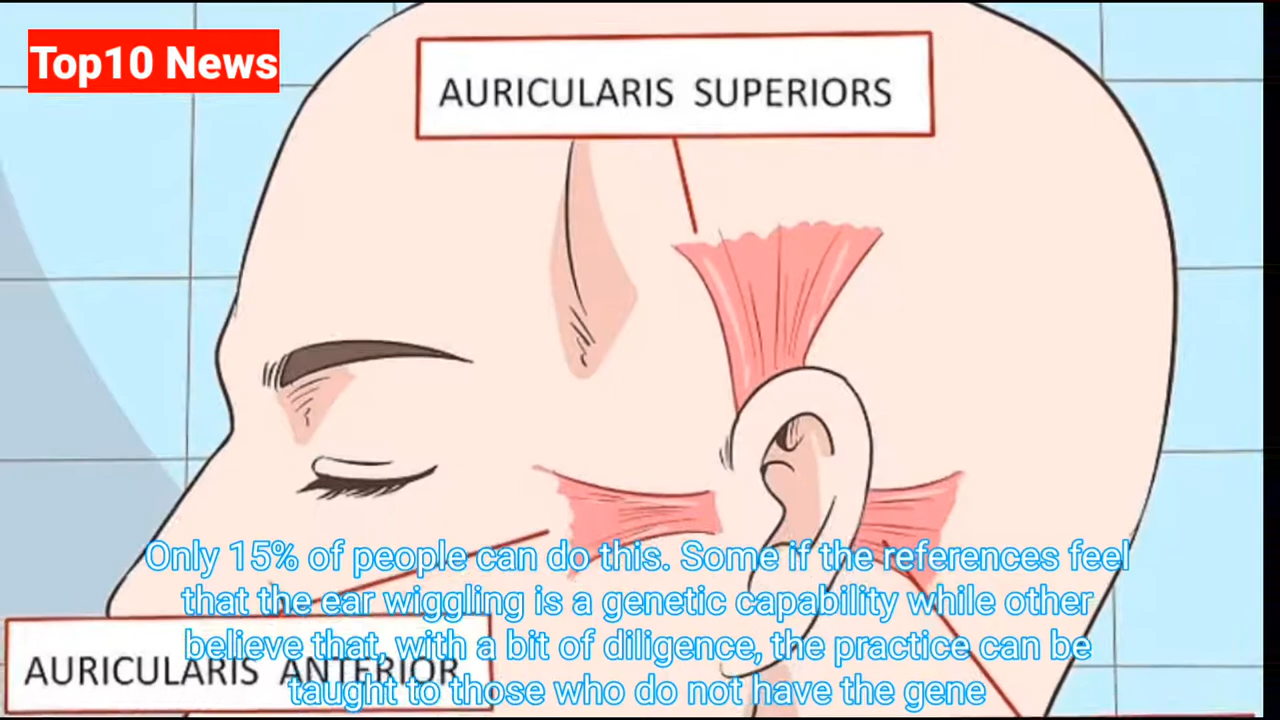 Top10 News
AURICULARIS SUPERIORS
Only 15% of people can do this. Some if the references feel
that the ear wiggling is a genetic capability while other
believe that, with a bit of diligence, the practice can be
taught to those who do not have the gene
AURICULARIS ANTERIOR